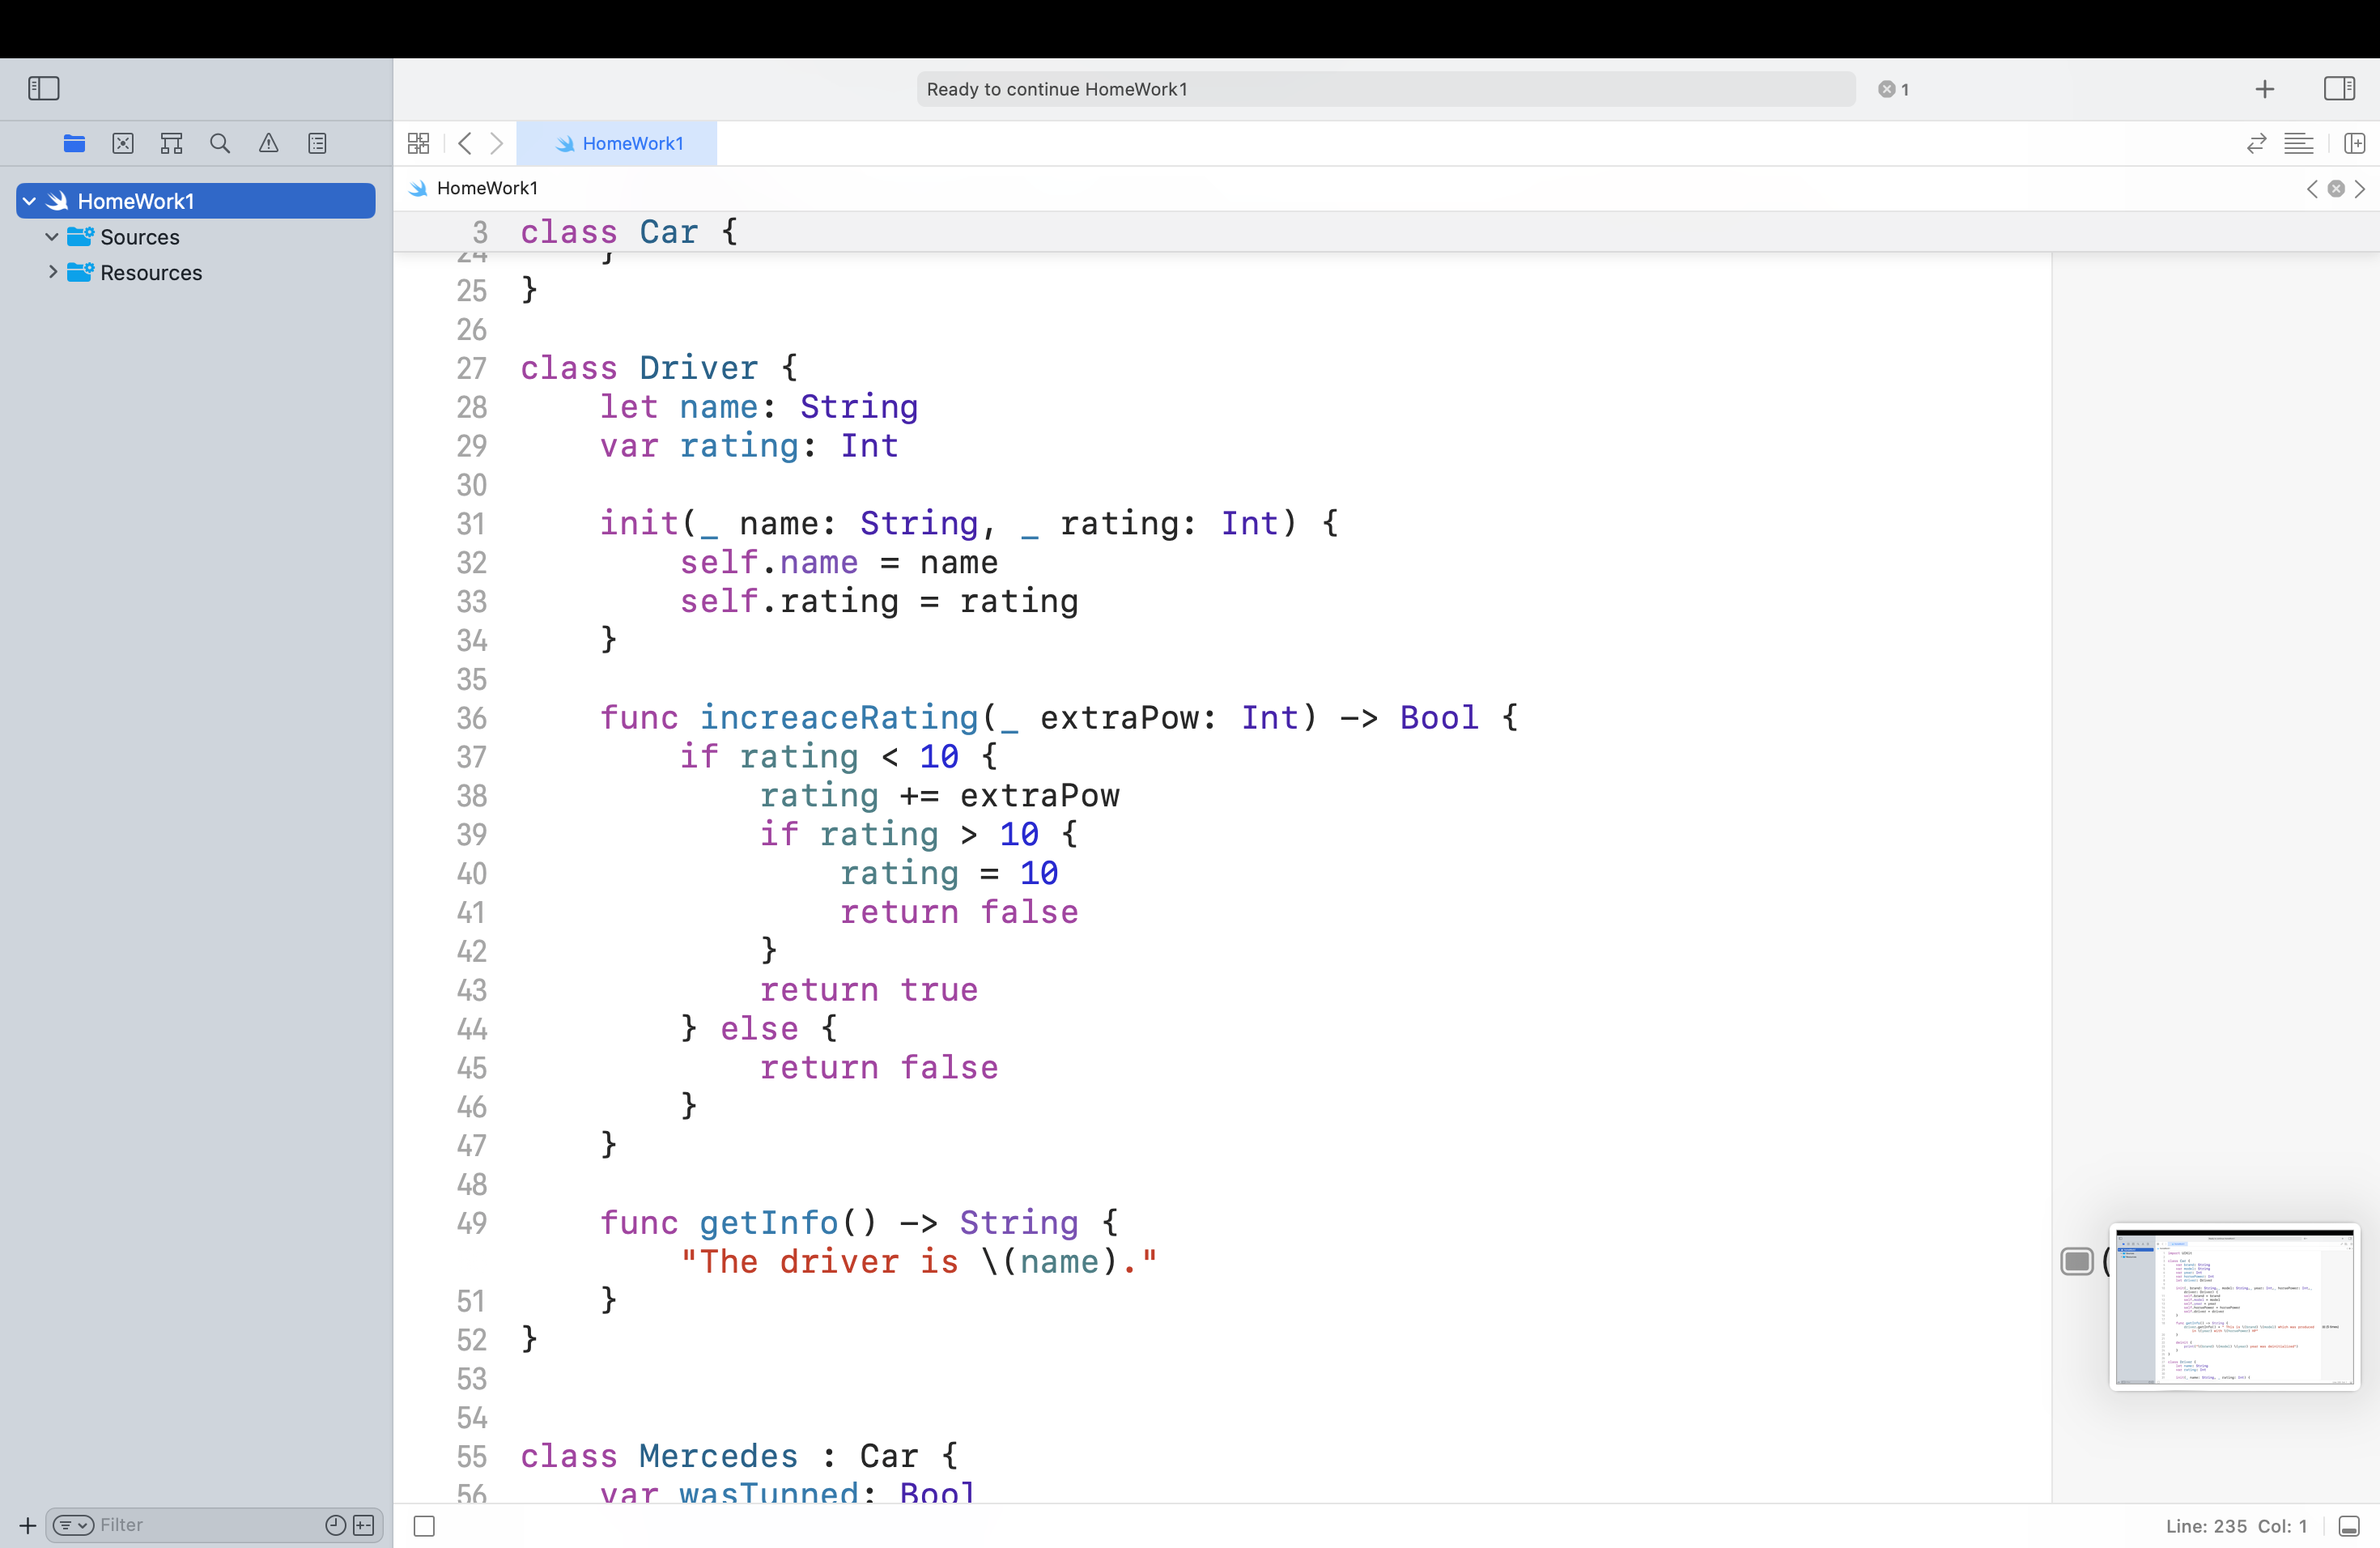 Ready to continue HomeWork1
1
HomeWork1
HomeWork1
HomeWork1
Sources
Resources
3 class Car {
24 }
25 }
26
27 class Driver {
28 let name: String
29 var rating: Int
30
31 init(_ name: String, _ rating: Int) {
32 self.name = name
33 self.rating = rating
34 }
35
36 func increaceRating(_ extraPow: Int) -> Bool {
37 if rating < 10 {
38 rating += extraPow
39 if rating > 10 {
40 rating = 10
41 return false
42 }
43 return true
44 } else {
45 return false
46 }
47 }
48
49 func getInfo() -> String {
"The driver is \(name)."
(
51 }
52 }
53
54
55 class Mercedes : Car {
56 var wasTunned: Bool
Filter
Line: 235 Col: 1